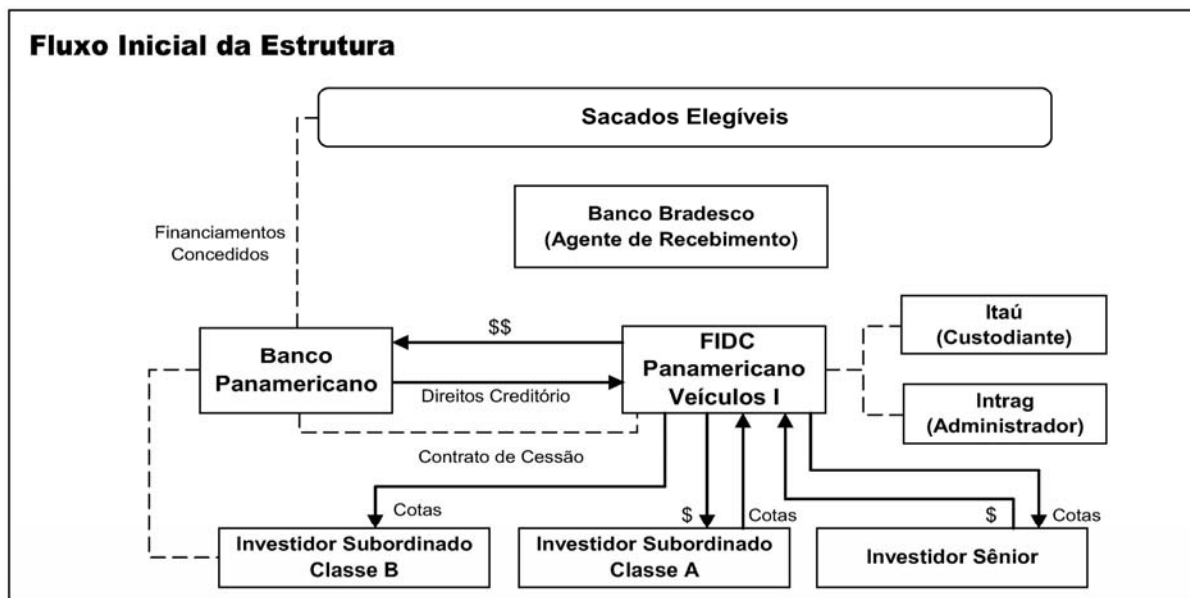 Fluxo Inicial da Estrutura
Sacados Elegíveis
Banco Bradesco
(Agente de Recebimento)
Financiamentos
Concedidos
Banco
Panamericano
$$
Direitos Creditório
FIDC
Panamericano
Veículos I
Itaú
(Custodiante)
Intrag
(Administrador)
Contrato de Cessão
Cotas
$
Cotas
$
Cotas
Investidor Subordinado
Classe B
Investidor Subordinado
Classe A
Investidor Sênior